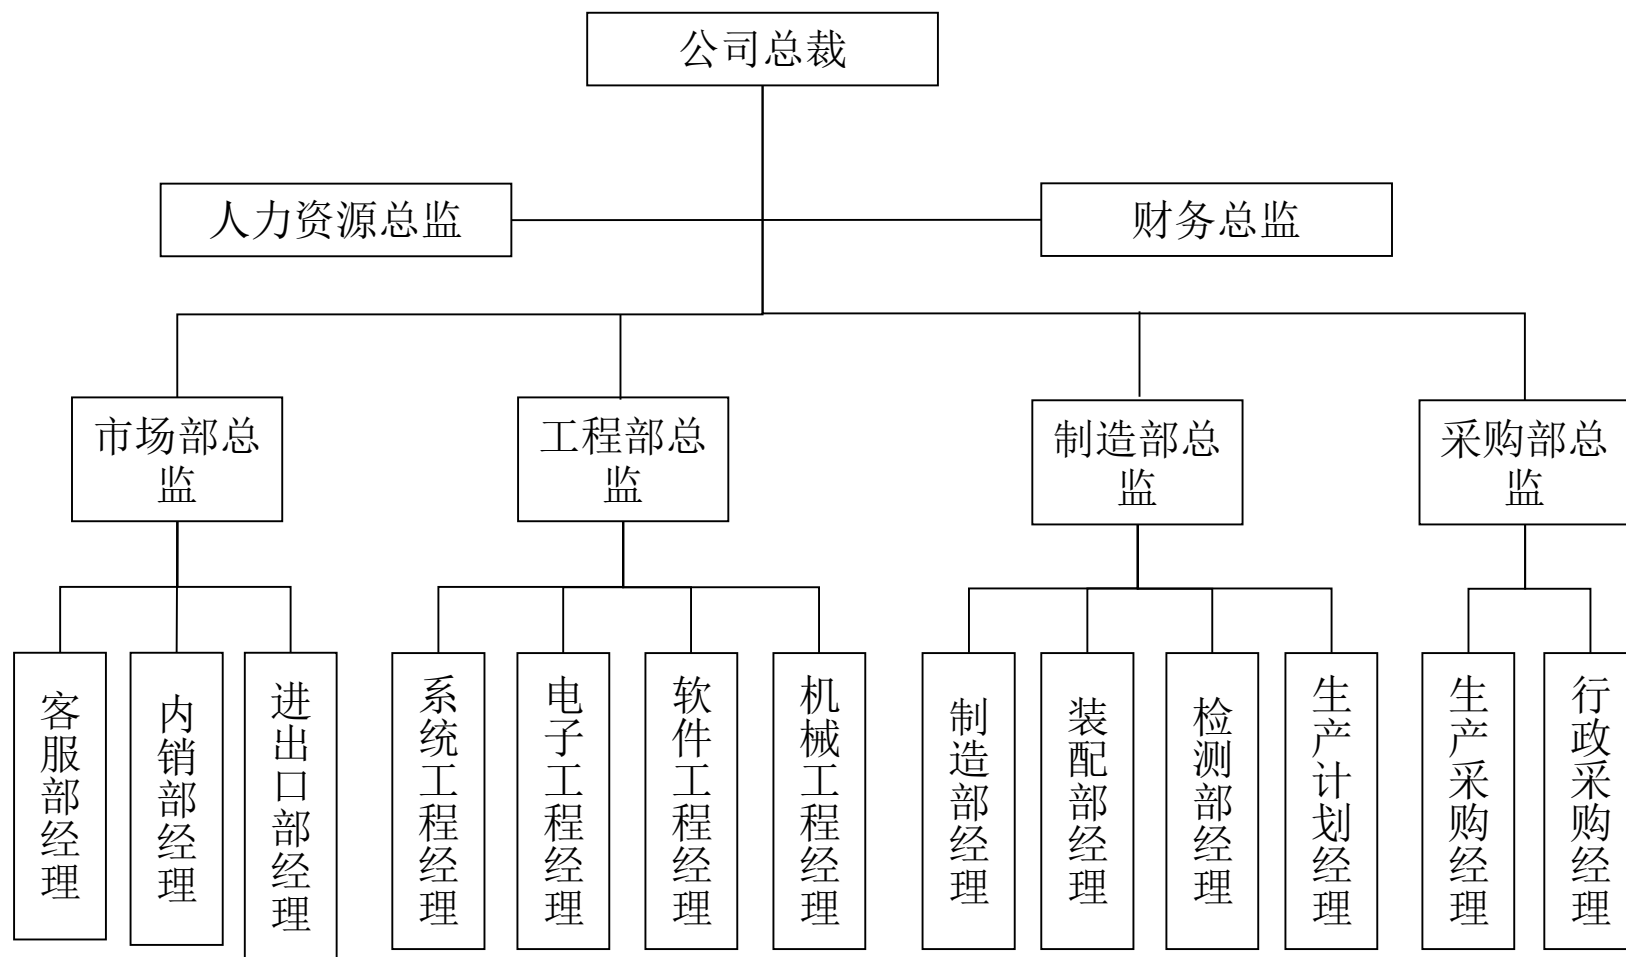 公司总裁
人力资源总监
财务总监
市场部总
监
工程部总
监
制造部总
监
采购部总
监
客服部经理
内销部经理
进出口部经理
系统工程经理
电子工程经理
软件工程经理
机械工程经理
制造部经理
装配部经理
检测部经理
生产计划经理
生产采购经理
行政采购经理